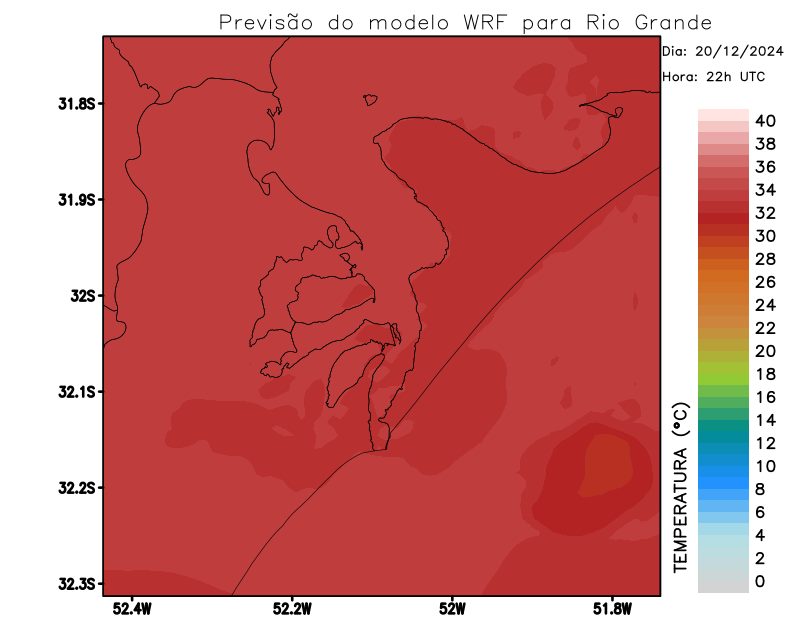 Previsão do modelo WRF para Rio Grande
Dia: 20/12/2024
Hora: 22h UTC
31.8S
31.9S
32S
32.1S
32.2S
32.3S
52.4W
52.2W
52W
51.8W
TEMPERATURA (°C)
40
38
36
34
32
30
28
26
24
22
20
18
16
14
12
10
8
6
4
2
0